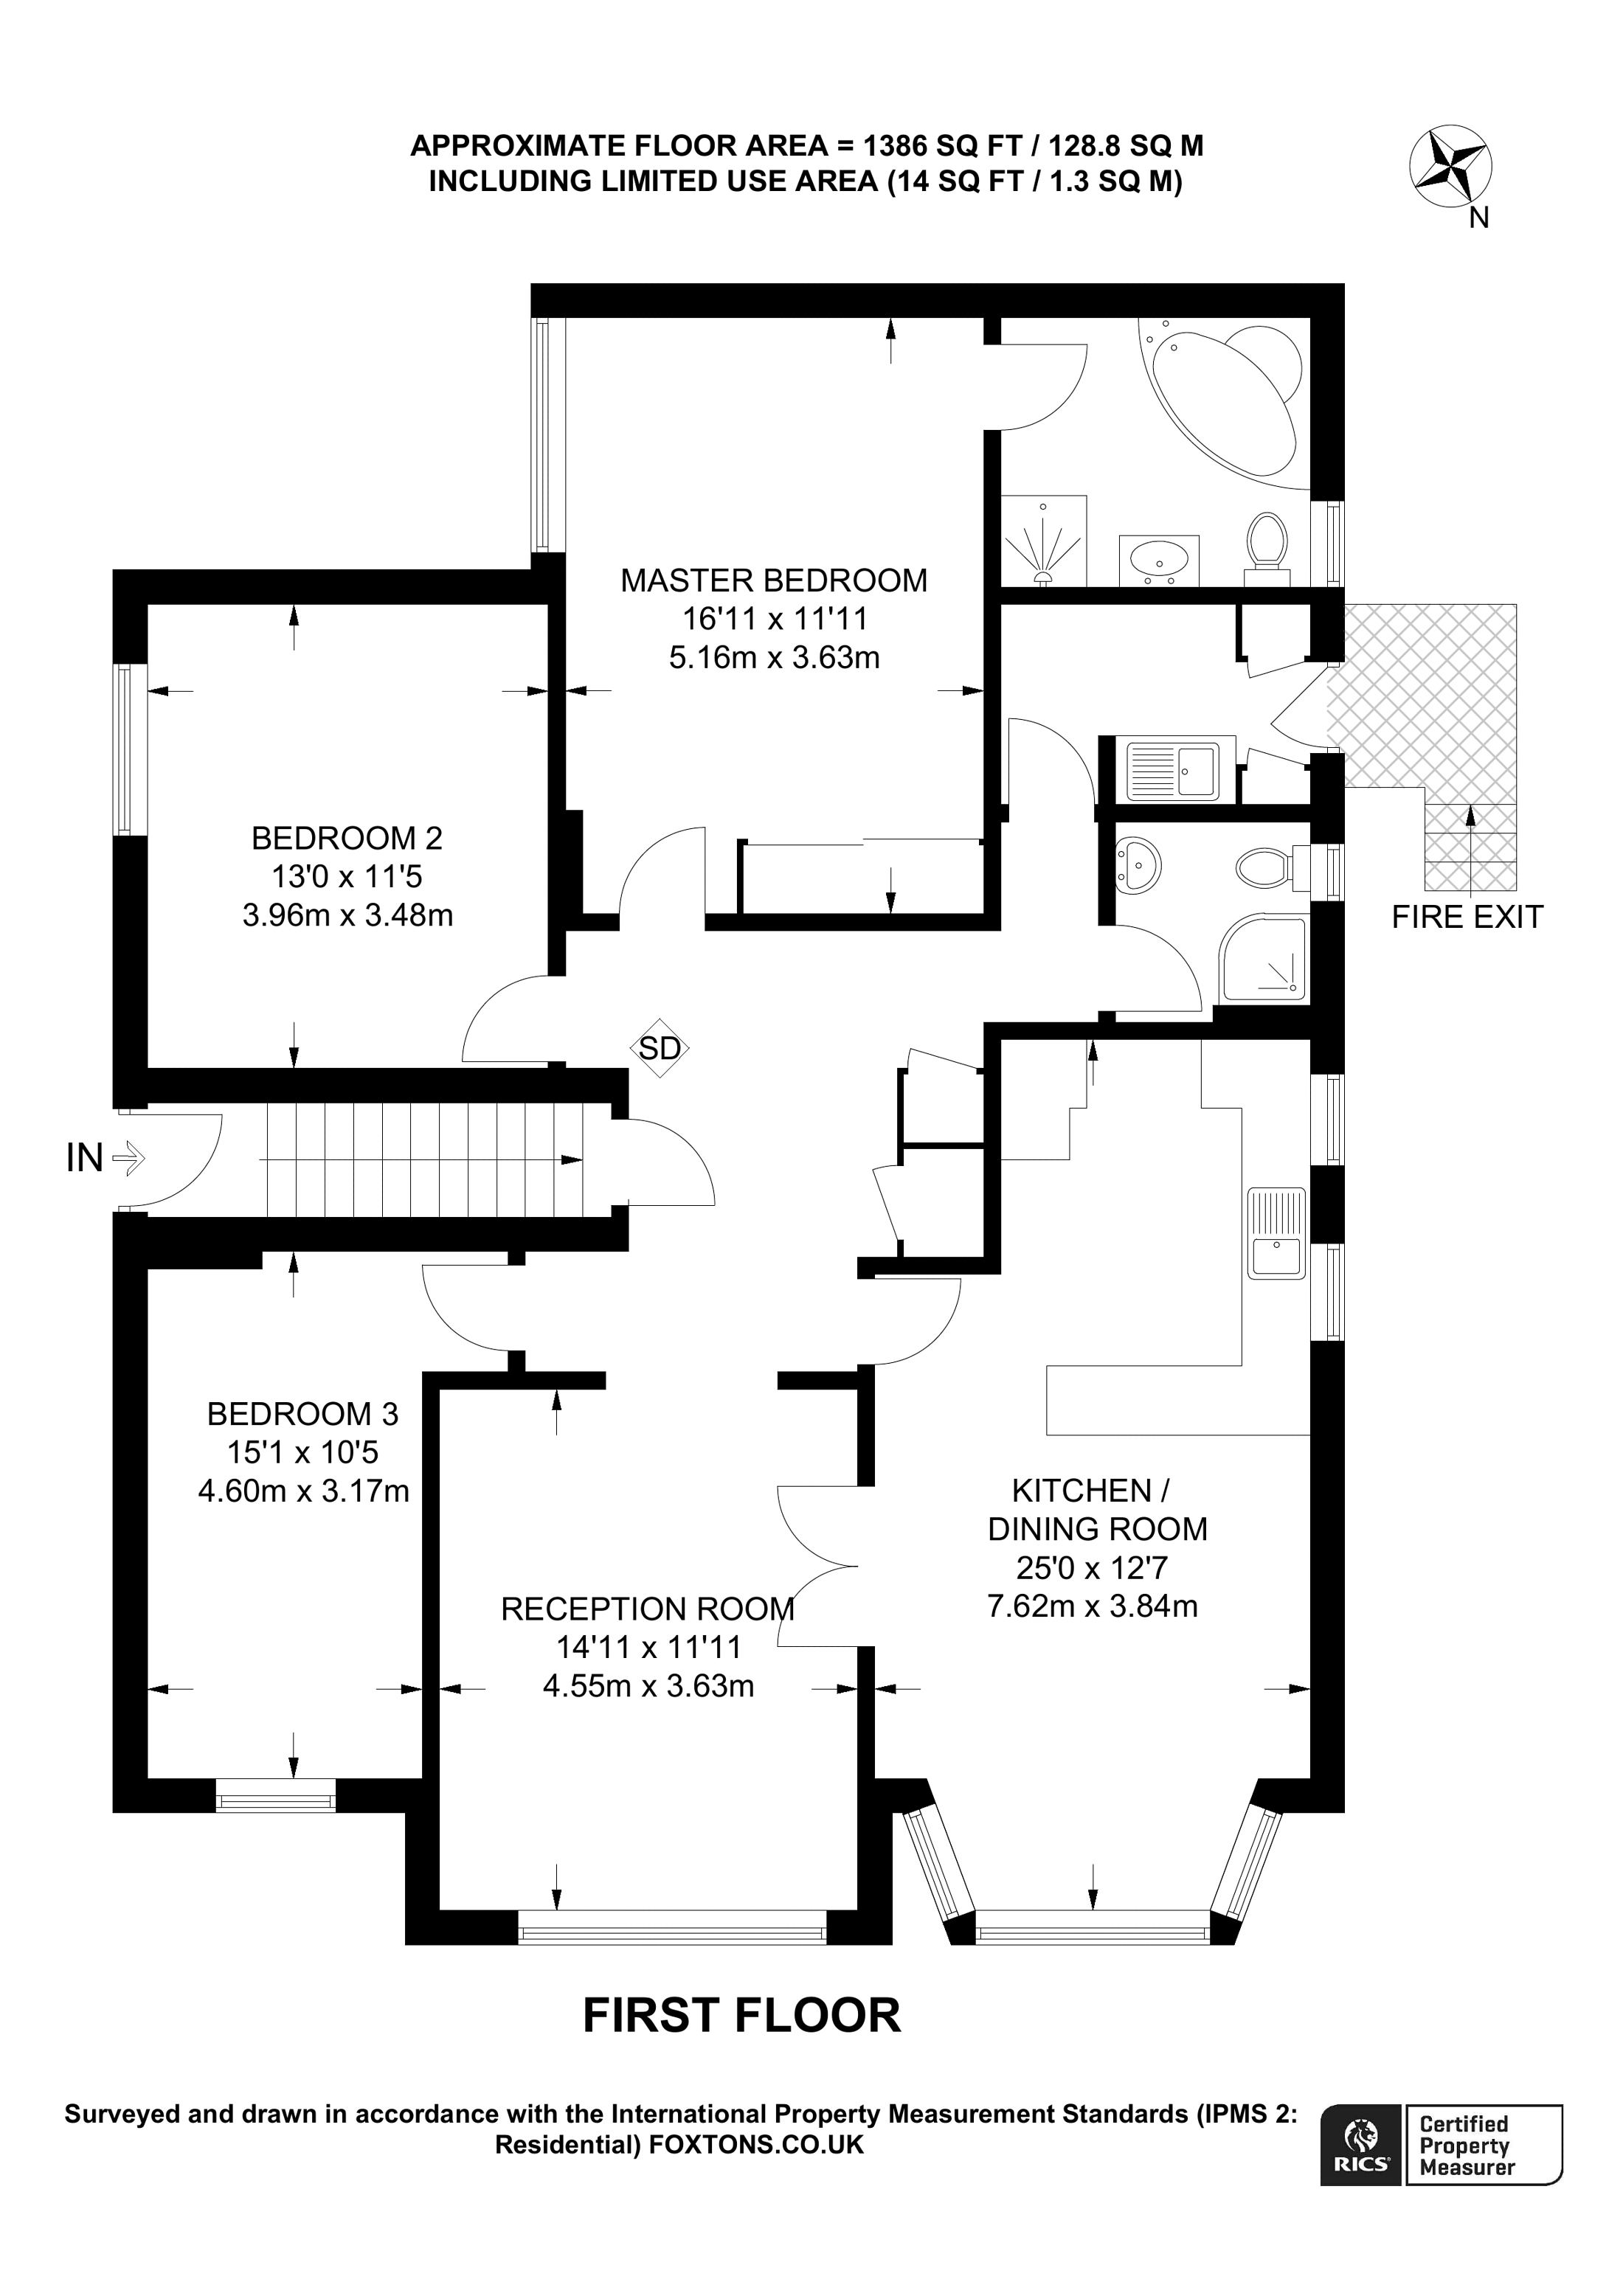 APPROXIMATE FLOOR AREA = 1386 SQ FT / 128.8 SQ M
INCLUDING LIMITED USE AREA (14 SQ FT / 1.3 SQ M)
N
MASTER BEDROOM
16'11 x 11'11
5.16m x 3.63m
BEDROOM 2
13'0 x 11'5
3.96m x 3.48m
FIRE EXIT
SD
IN
BEDROOM 3
15'1 x 10'5
4.60m x 3.17m
KITCHEN /
DINING ROOM
25'0 x 12'7
7.62m x 3.84m
RECEPTION ROOM
14'11 x 11'11
4.55m x 3.63m
FIRST FLOOR
Surveyed and drawn in accordance with the International Property Measurement Standards (IPMS 2:
Residential) FOXTONS.CO.UK
RICS
Certified
Property
Measurer